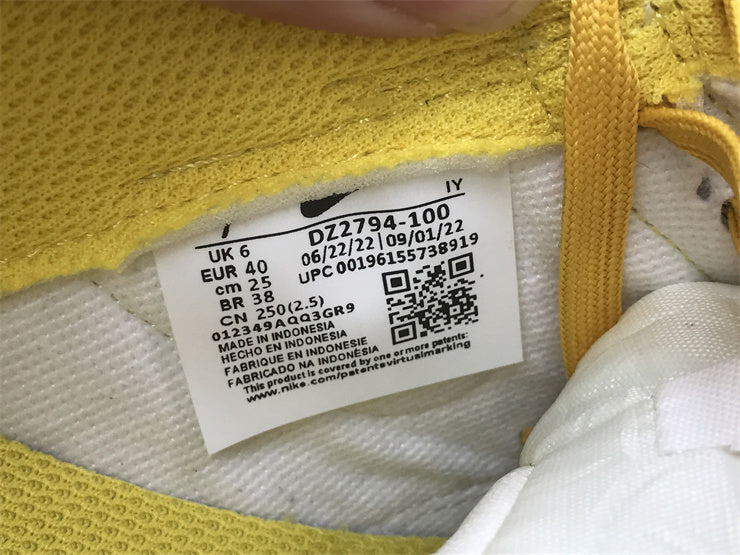 IY
UK 6
DZ2794-100
EUR 40
06/22/22|09/01/22
cm 25
UPC 00196155738919
BR 38
CN 250(2.5)
012349AQQ3GR9
MADE IN INDONESIA
HECHO EN INDONESIA
FABRIQUE EN INDONESIE
FABRICADO NA INDONÉSIA
This product is covered by one or more patents:
www.nike.com/patentsvirtualmarking